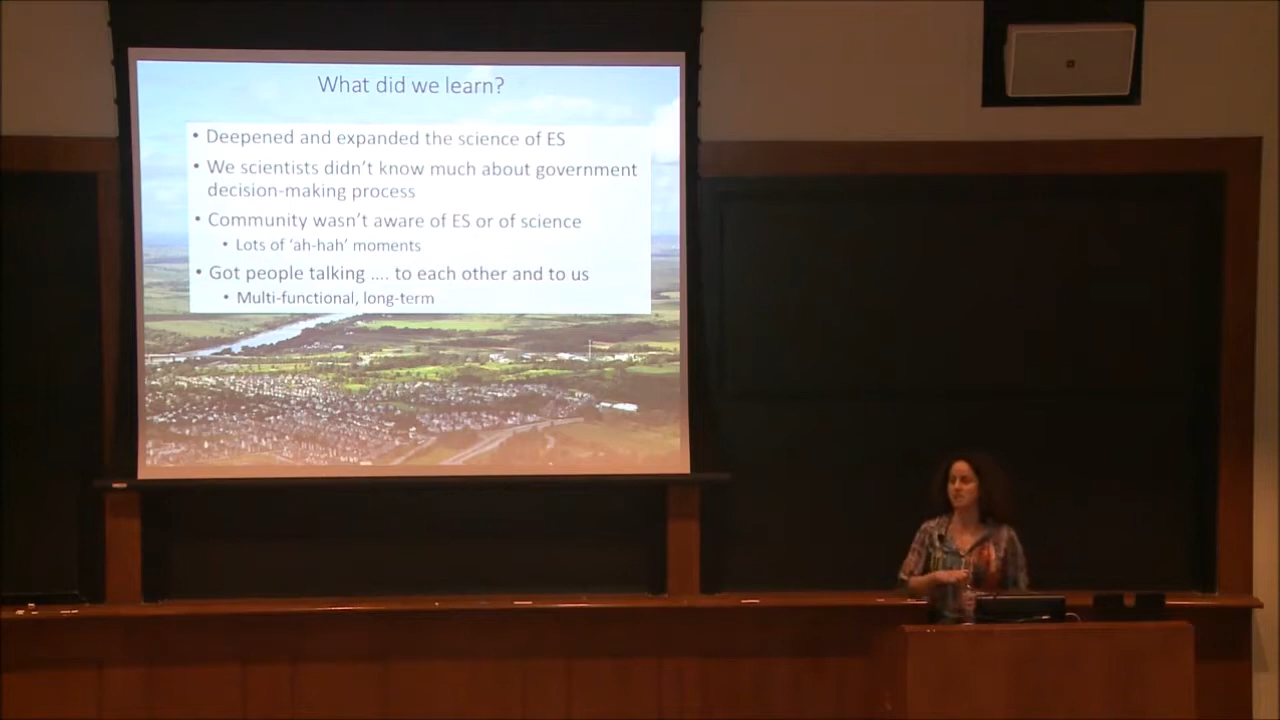 What did we learn?
• Deepened and expanded the science of ES
• We scientists didn't know much about government
decision-making process
• Community wasn't aware of ES or of science
• Lots of 'ah-hah' moments
• Got people talking .... to each other and to us
• Multi-functional, long-term